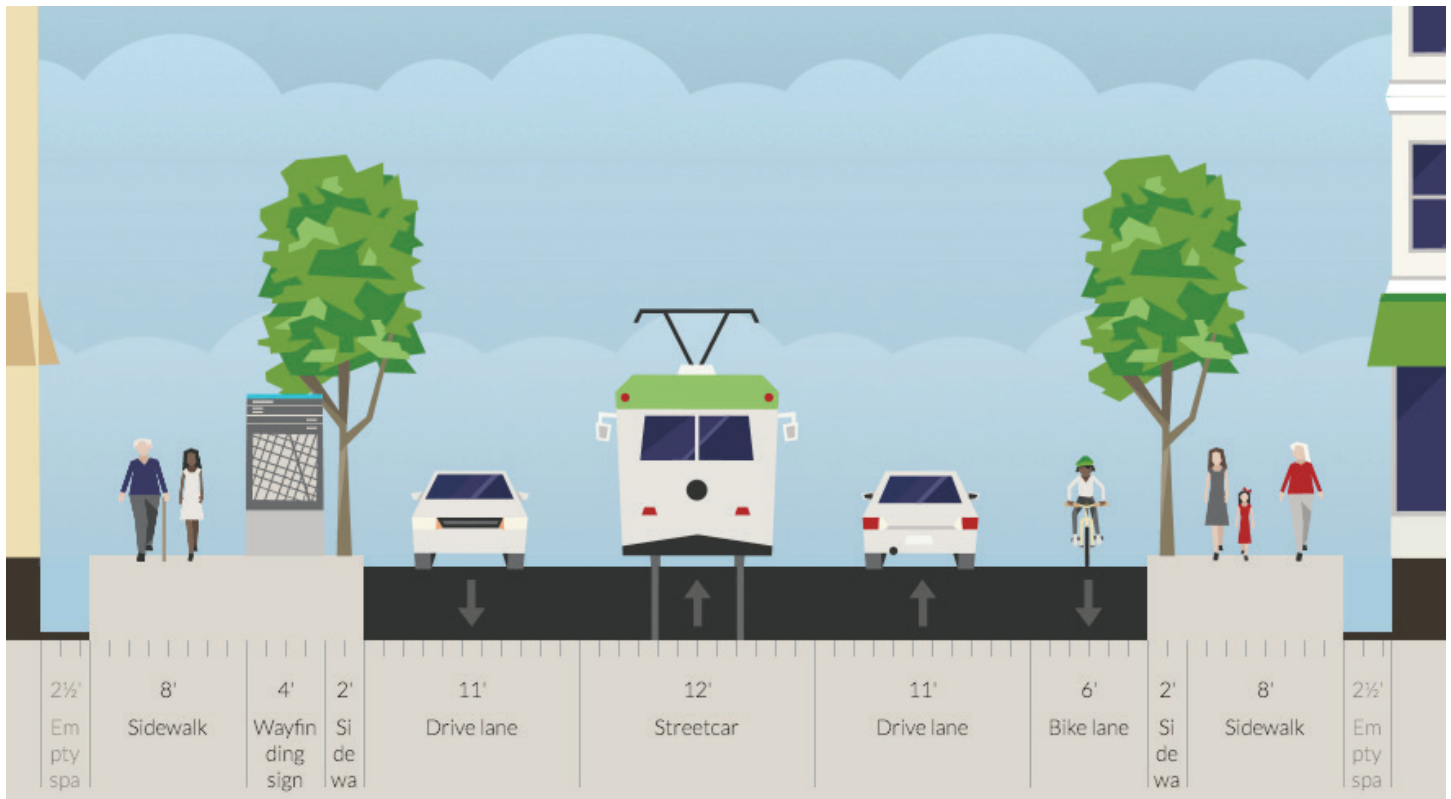 2½'
8'
4'
2'
11'
12'
11'
6'
2'
8'
2½'
Em
pty
spa
Sidewalk
Wayfin
ding
sign
Si
de
wa
Drive lane
Streetcar
Drive lane
Bike lane
Si
de
wa
Sidewalk
Em
pty
spa